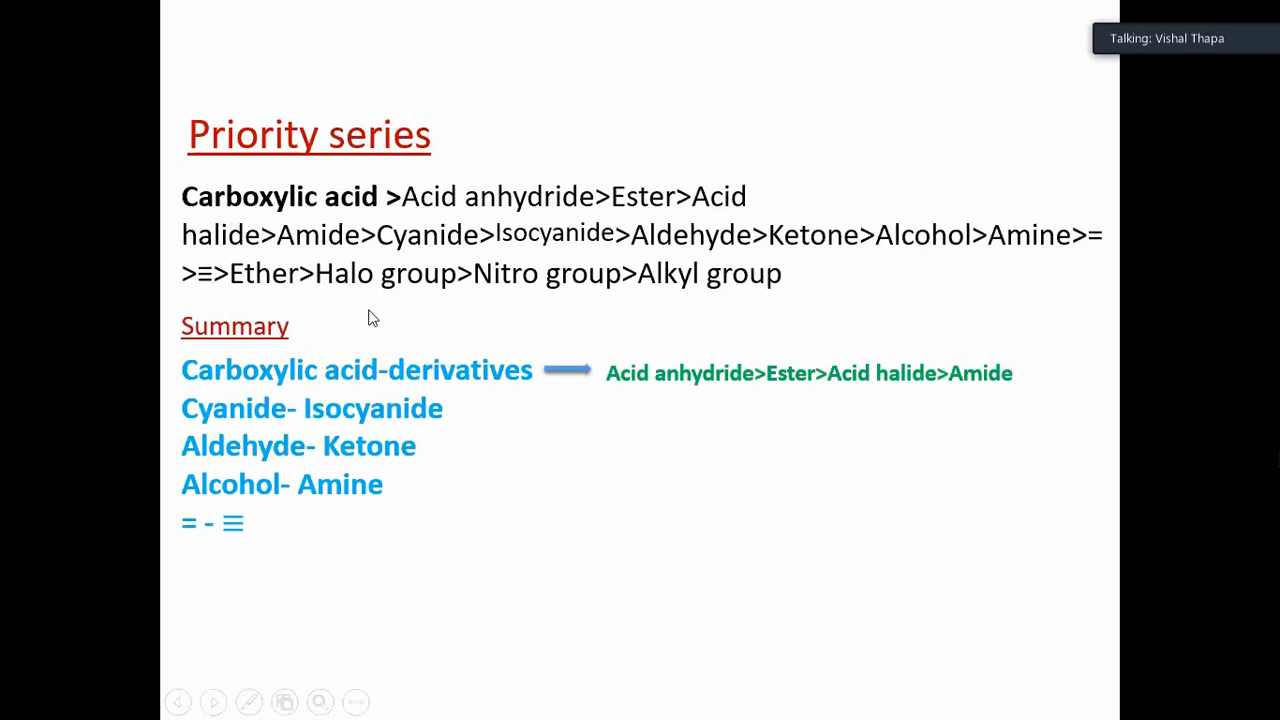 Talking: Vishal Thapa
Priority series
Carboxylic acid >Acid anhydride>Ester>Acid
halide>Amide>Cyanide>Isocyanide>Aldehyde>Ketone>Alcohol>Amine>=
>≡>Ether>Halo group>Nitro group>Alkyl group
Summary
Carboxylic acid-derivatives Acid anhydride>Ester>Acid halide>Amide
Cyanide- Isocyanide
Aldehyde- Ketone
Alcohol- Amine
= - ≡